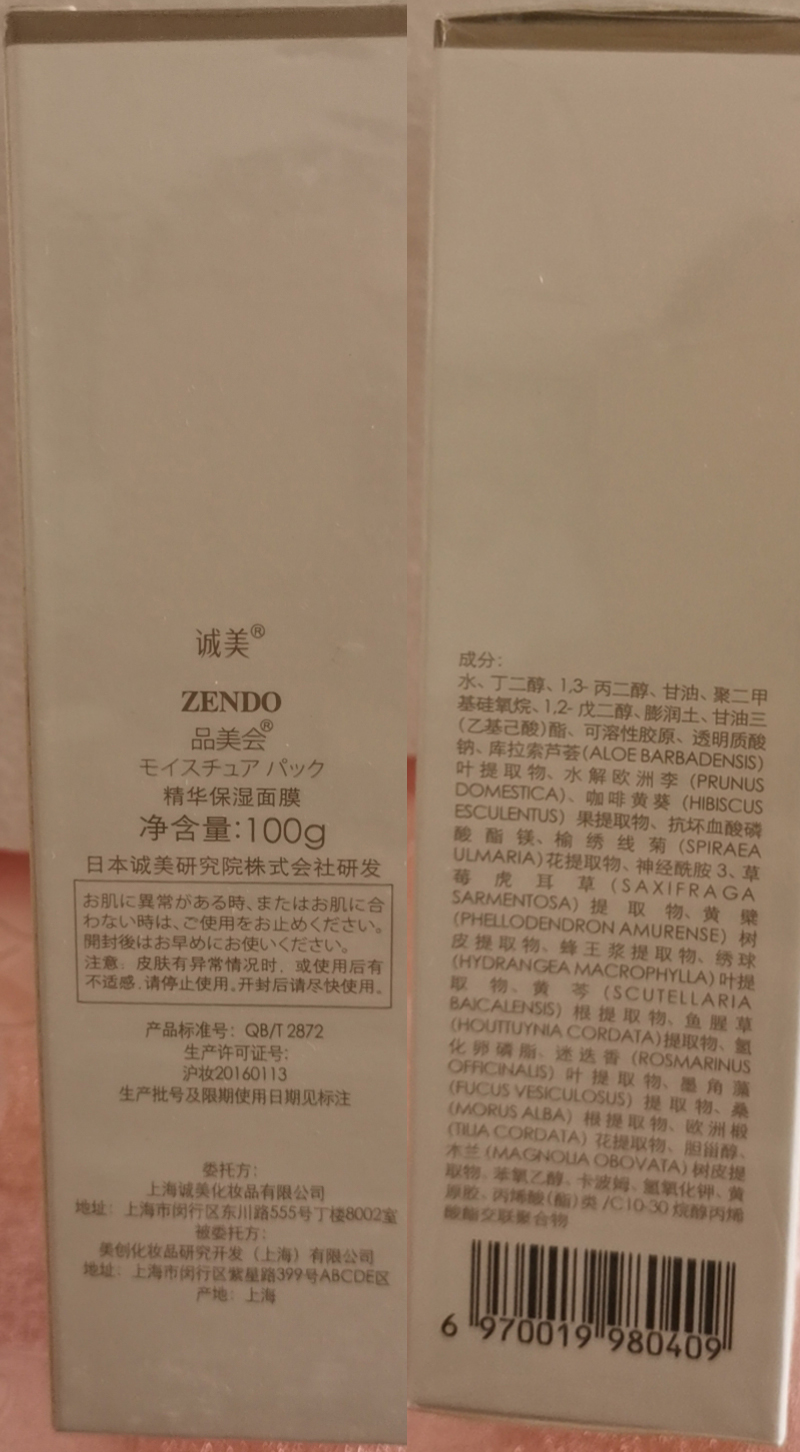 诚美®
ZENDO
品美会®
モイスチュア パック
精华保湿面膜
净含量:100g
日本诚美研究院株式会社研发
お肌に異常がある時、またはお肌に合
わない時は、ご使用をお止めください。
開封後はお早めにお使いください。
注意: 皮肤有异常情况时, 或使用后有
不适感,请停止使用。开封后请尽快使用。
产品标准号: QB/T 2872
生产许可证号:
沪妆20160113
生产批号及限期使用日期见标注
委托方:
上海诚美化妆品有限公司
地址: 上海市闵行区东川路555号丁楼8002室
被委托方:
美创化妆品研究开发 (上海) 有限公司
地址: 上海市闵行区紫星路399号ABCDE区
产地: 上海
成分:
水、丁二醇、1,3-丙二醇、甘油、聚二甲
基硅氧烷、1,2-戊二醇、膨润土、甘油三
(乙基己酸)酯、可溶性胶原、透明质酸
钠、库拉索芦荟(ALOE BARBADENSIS)
叶提取物、水解欧洲李 (PRUNUS
DOMESTICA)、咖啡黄葵 (HIBISCUS
ESCULENTUS) 果提取物、抗坏血酸磷
酸酯镁、榆绣线菊 (SPIRAEA
ULMARIA)花提取物、神经酰胺 3、草
莓虎耳草 (SAXIFRAGA
SARMENTOSA) 提取物、黄檗
(PHELLODENDRON AMURENSE) 树
皮提取物、蜂王浆提取物、绣球
(HYDRANGEA MACROPHYLLA) 叶提
取物、黄芩 (SCUTELLARIA
BAICALENSIS) 根提取物、鱼腥草
(HOUTTUYNIA CORDATA)提取物、氢
化卵磷脂、迷迭香 (ROSMARINUS
OFFICINALIS) 叶提取物、墨角藻
(FUCUS VESICULOSUS) 提取物、桑
(MORUS ALBA) 根提取物、欧洲椴
(TILIA CORDATA) 花提取物、胆甾醇、
木兰 (MAGNOLIA OBOVATA) 树皮提
取物、苯氧乙醇、卡波姆、氢氧化钾、黄
原胶、丙烯酸(酯)类 /C10-30 烷醇丙烯
酸酯交联聚合物
6 970019 980409